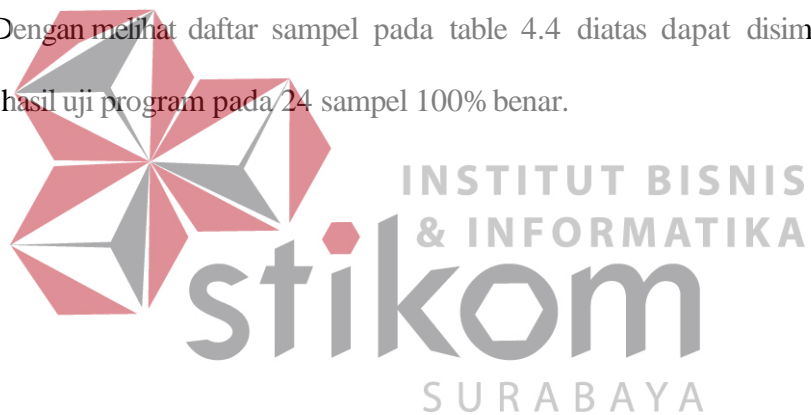 Dengan melihat daftar sampel pada table 4.4 diatas dapat
hasil uji program pada 24 sampel 100% benar.
INSTITUT BISNIS
& INFORMATIKA
stikom
SURABAYA